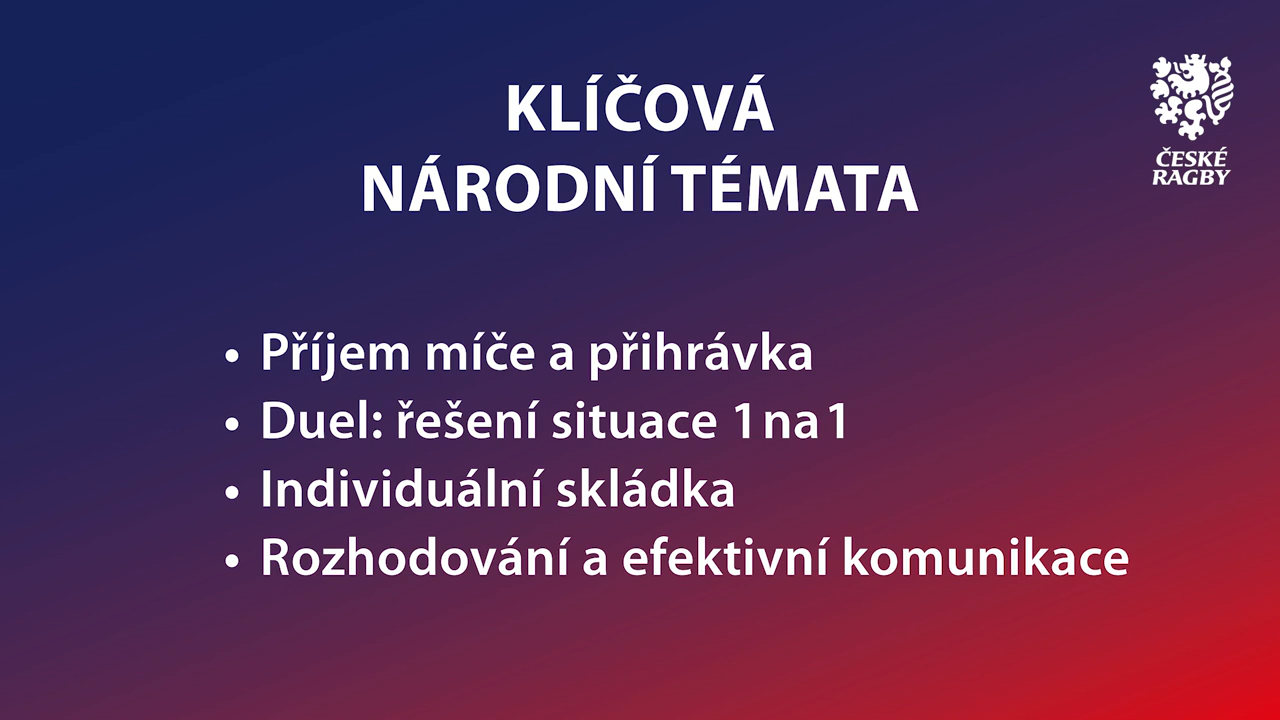 KLÍČOVÁ
NÁRODNÍ TÉMATA
ČESKÉ
RAGBY
• Příjem míče a přihrávka
• Duel: řešení situace 1 na 1
• Individuální skládka
• Rozhodování a efektivní komunikace